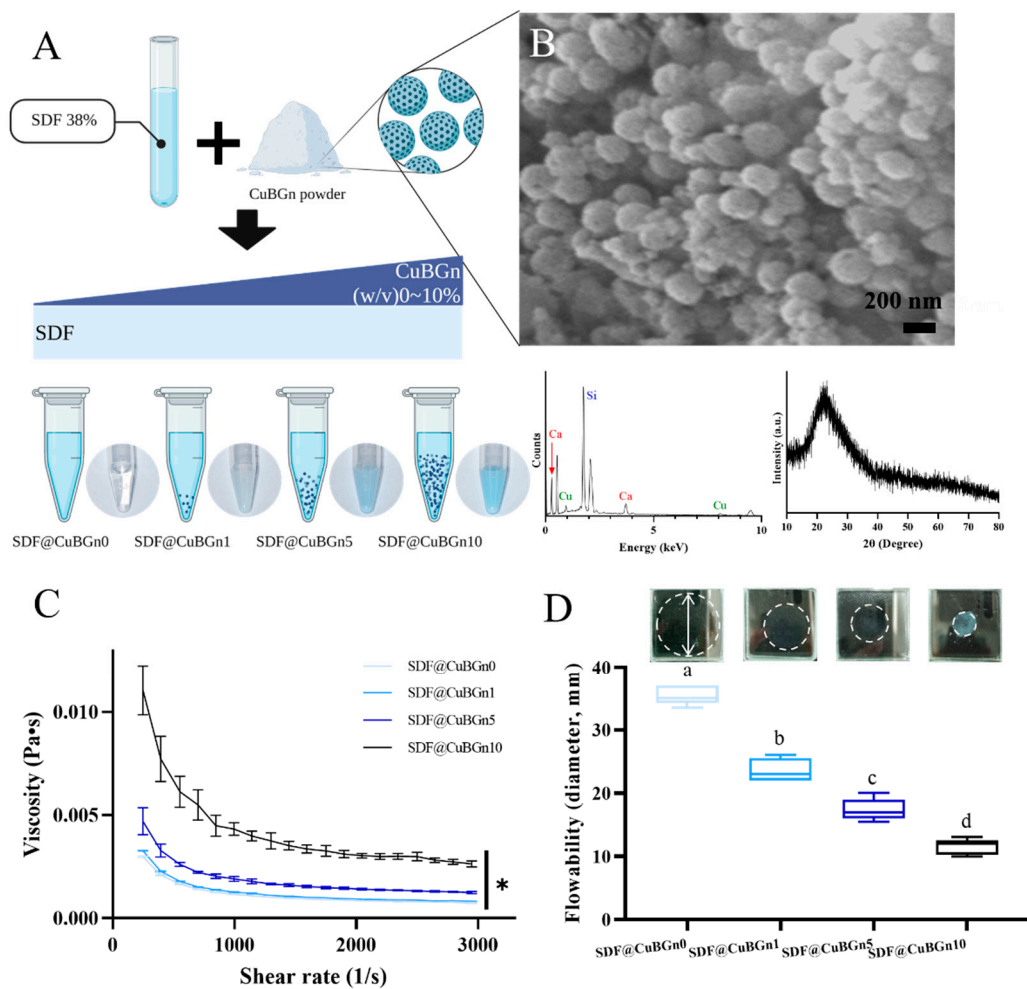 A
SDF 38%
CuBGn powder
CuBGn
(w/v)0~10%
SDF
SDF@CuBGn0
SDF@CuBGn1
SDF@CuBGn5
SDF@CuBGn10
B
200 nm
Counts
Ca
Cu
Si
Ca
Cu
0
5
10
Energy (keV)
Intensity (a.u.)
10
20
30
40
50
60
70
80
2θ (Degree)
C
Viscosity (Pa•s)
0.010
0.005
0.000
0
1000
2000
3000
Shear rate (1/s)
SDF@CuBGn0
SDF@CuBGn1
SDF@CuBGn5
SDF@CuBGn10
*
D
Flowability (diameter, mm)
40
30
20
10
0
a
b
c
d
SDF@CuBGn0
SDF@CuBGn1
SDF@CuBGn5
SDF@CuBGn10